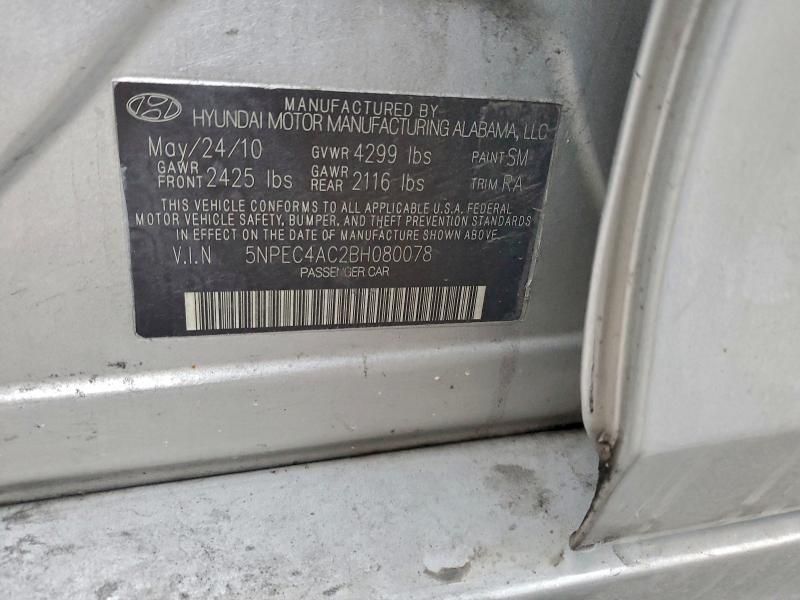 MANUFACTURED BY
HYUNDAI MOTOR MANUFACTURING ALABAMA, LLC
May/24/10 GVWR 4299 lbs PAINT SM
GAWR FRONT 2425 lbs GAWR REAR 2116 lbs TRIM RA
THIS VEHICLE CONFORMS TO ALL APPLICABLE U.S.A. FEDERAL
MOTOR VEHICLE SAFETY, BUMPER, AND THEFT PREVENTION STANDARDS
IN EFFECT ON THE DATE OF MANUFACTURE SHOWN ABOVE.
V.I.N 5NPEC4AC2BH080078
PASSENGER CAR